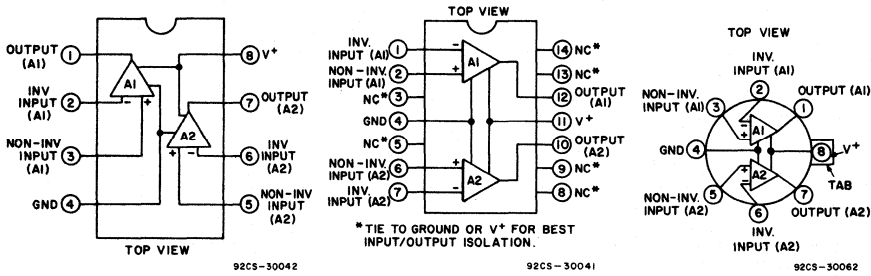 OUTPUT
(A1)
1
INV
INPUT
(A1)
2
NON-INV
INPUT
(A1)
3
GND
4
A1
-
+
A2
+
-
8
V+
7
OUTPUT
(A2)
6
INV
INPUT
(A2)
5
NON-INV
INPUT
(A2)
TOP VIEW
92CS-30042
TOP VIEW
INV.
INPUT (A1)
1
NON-INV.
INPUT (A1)
2
NC*
3
GND
4
NC*
5
NON-INV.
INPUT (A2)
6
INV.
INPUT (A2)
7
-
+
A1
+
-
A2
14
NC*
13
NC*
12
OUTPUT
(A1)
11
V+
10
OUTPUT
(A2)
9
NC*
8
NC*
*TIE TO GROUND OR V+ FOR BEST
INPUT/OUTPUT ISOLATION.
92CS-30041
TOP VIEW
INV.
INPUT (A1)
2
NON-INV.
INPUT (A1)
3
OUTPUT (A1)
1
-
+
A1
GND
4
8
V+
TAB
+
-
A2
5
NON-INV.
INPUT (A2)
6
INV.
INPUT (A2)
7
OUTPUT (A2)
92CS-30062